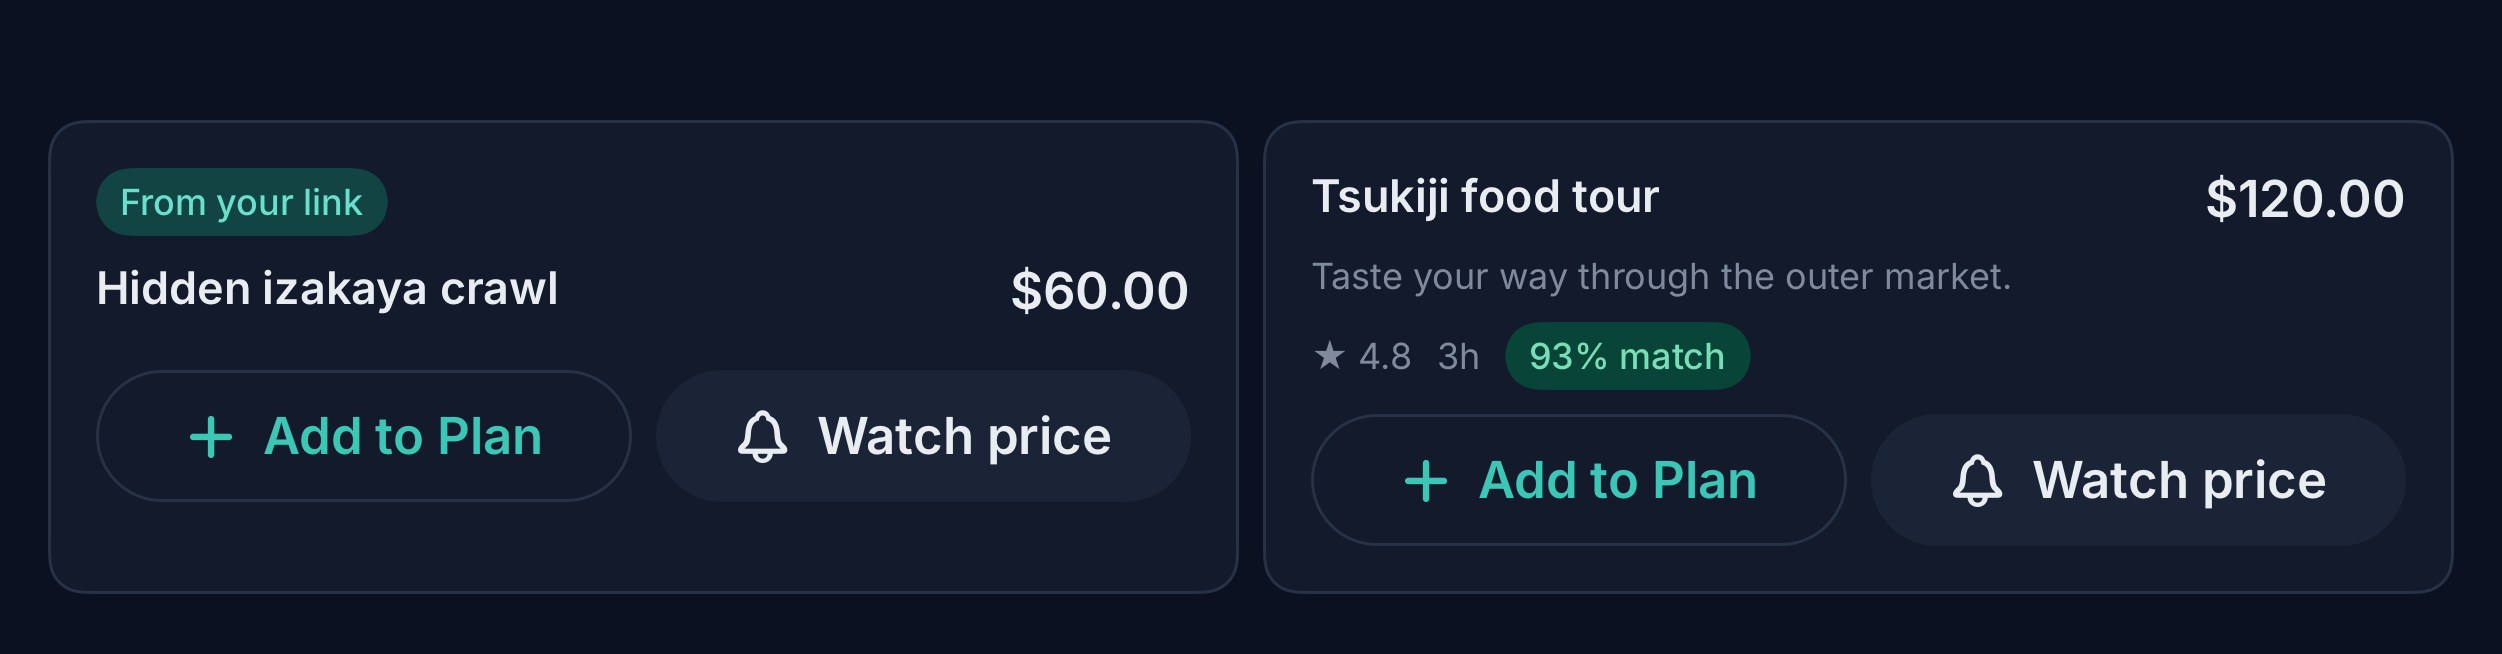 From your link
Hidden izakaya crawl
$60.00
Add to Plan
Watch price
Tsukiji food tour
$120.00
Taste your way through the outer market.
★ 4.8 3h 93% match
Add to Plan
Watch price